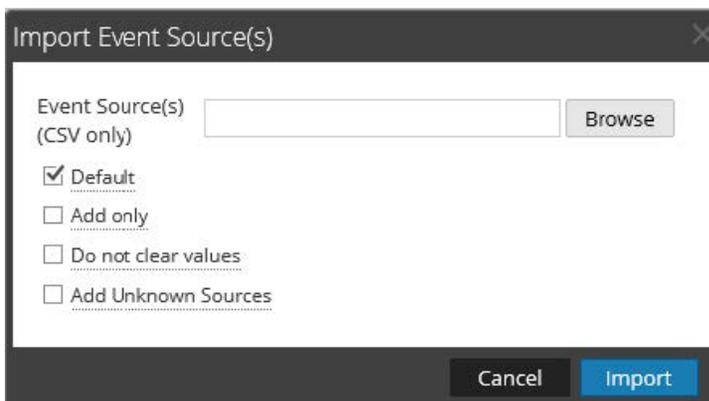 Import Event Source(s)
Event Source(s)
(CSV only)
Browse
Default
Add only
Do not clear values
Add Unknown Sources
Cancel
Import